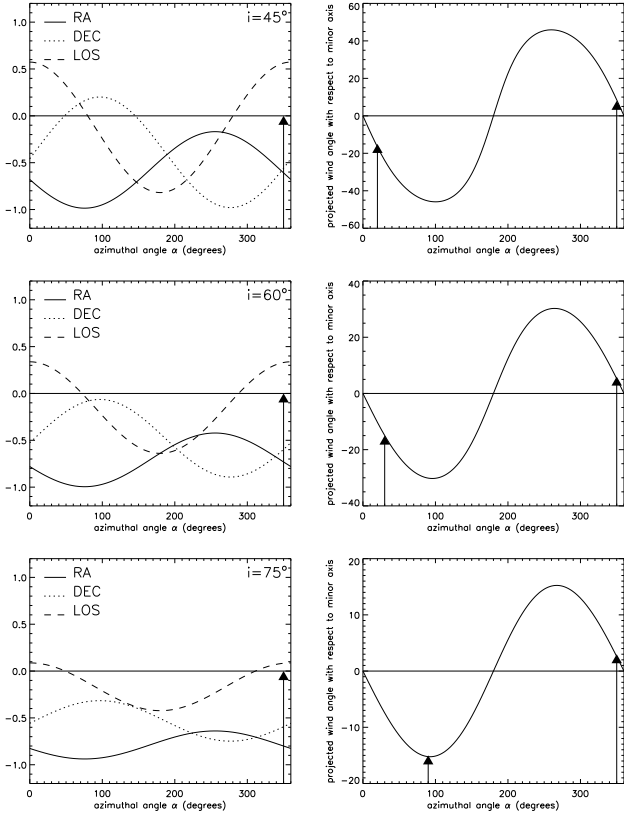 RA
DEC
LOS
i=45°
1.0
0.5
0.0
-0.5
-1.0
0 100 200 300
azimuthal angle α (degrees)
projected wind angle with respect to minor axis
60
40
20
0
-20
-40
-60
0 100 200 300
azimuthal angle α (degrees)
RA
DEC
LOS
i=60°
1.0
0.5
0.0
-0.5
-1.0
0 100 200 300
azimuthal angle α (degrees)
projected wind angle with respect to minor axis
40
20
0
-20
-40
0 100 200 300
azimuthal angle α (degrees)
RA
DEC
LOS
i=75°
1.0
0.5
0.0
-0.5
-1.0
0 100 200 300
azimuthal angle α (degrees)
projected wind angle with respect to minor axis
20
10
0
-10
-20
0 100 200 300
azimuthal angle α (degrees)